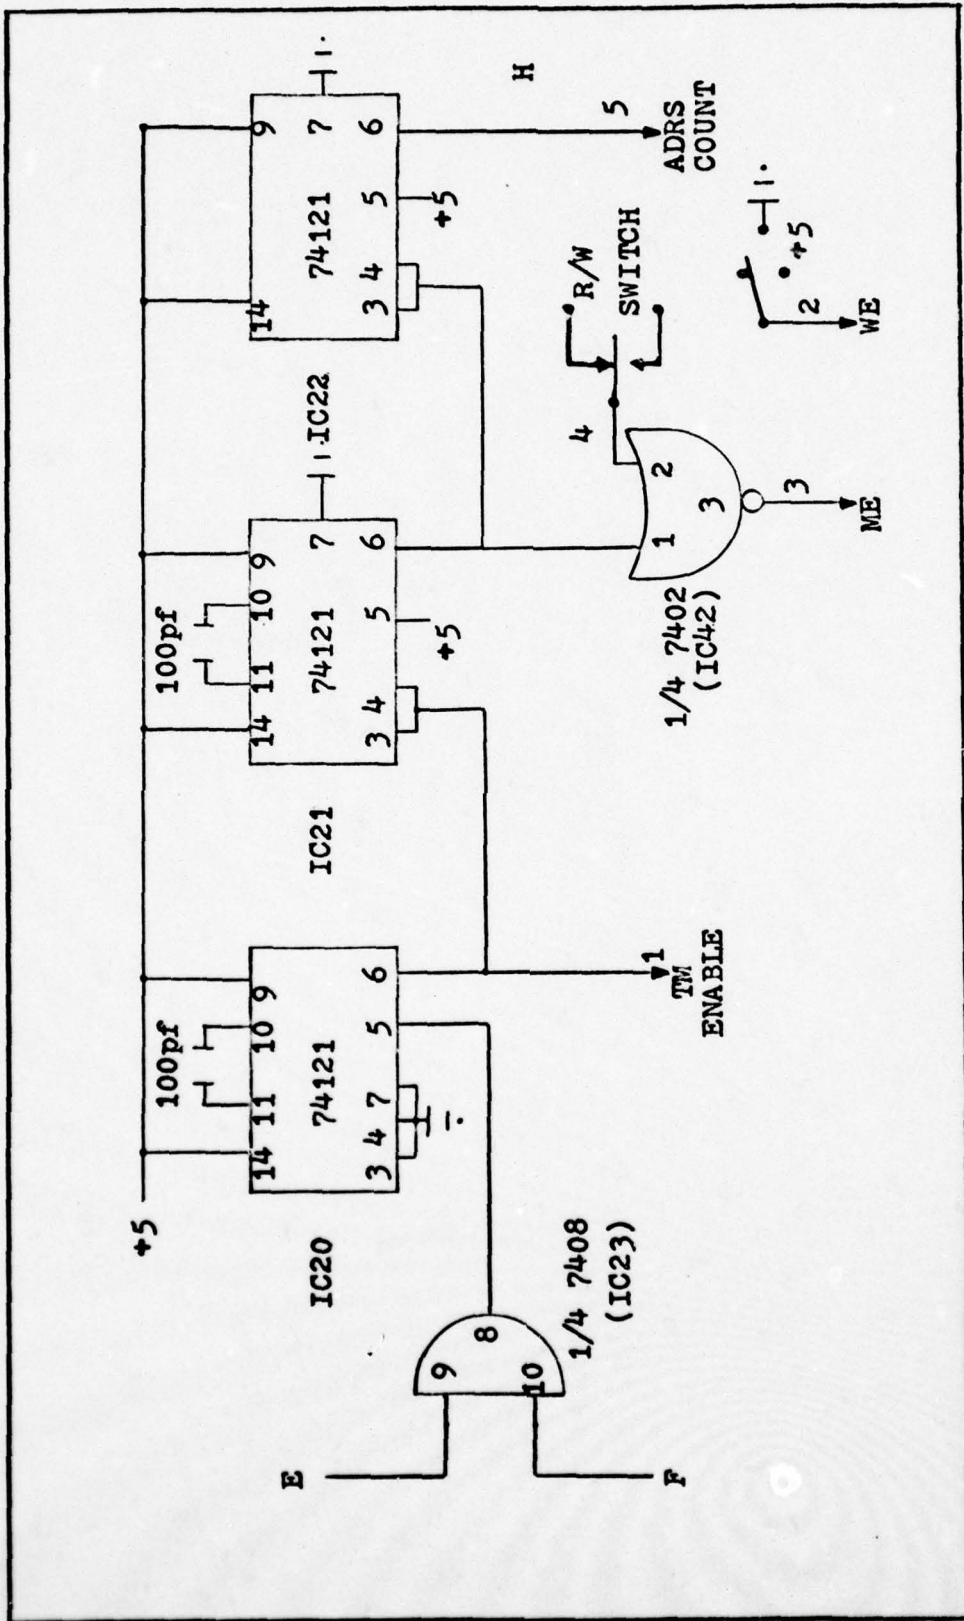 +5
100pf
100pf
14 11 10 9
14 11 10 9
14 9
IC20
74121
IC21
74121
7
IC22
74121
7
3 4 7 5 6
3 4 5 6
3 4 5 6
+5
+5
E
9
8
10
F
1/4 7408
(IC23)
1
TM
ENABLE
1/4 7402
(IC42)
1
2
3
4
3
ME
R/W
SWITCH
H
5
ADRS
COUNT
+5
2
WE